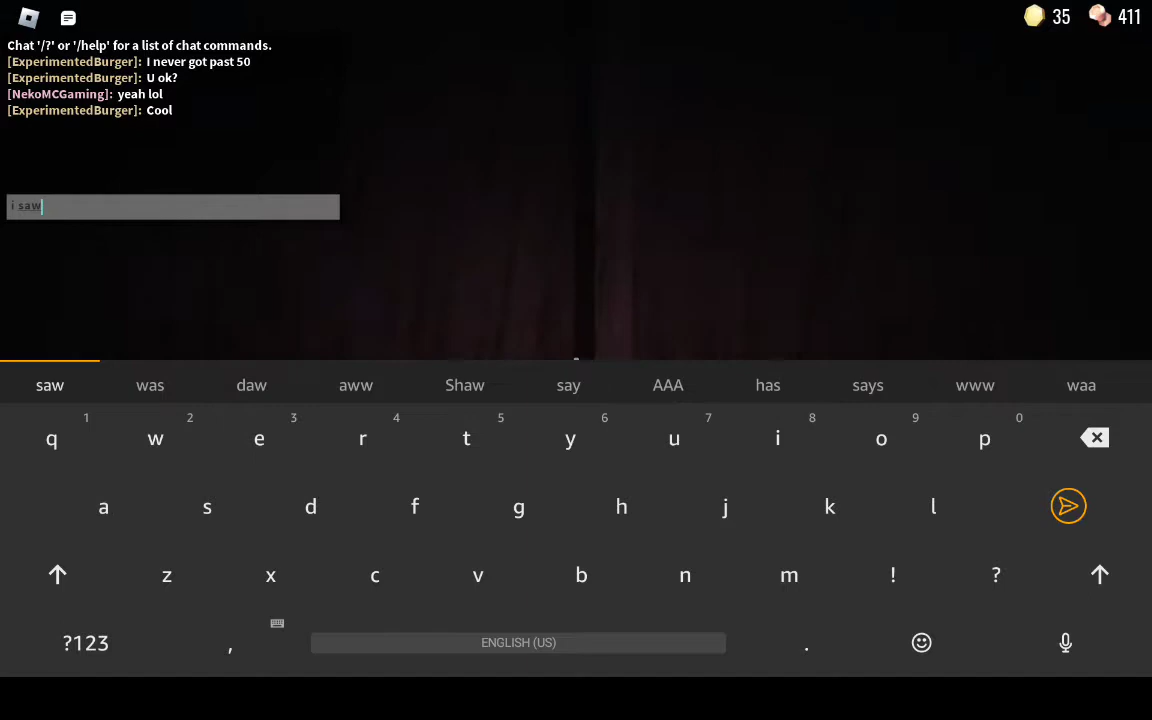 35 411
Chat '/?' or '/help' for a list of chat commands.
[ExperimentedBurger]: I never got past 50
[ExperimentedBurger]: U ok?
[NekoMCGaming]: yeah lol
[ExperimentedBurger]: Cool
i saw
saw was daw aww Shaw say AAA has says www waa
1 2 3 4 5 6 7 8 9 0
q w e r t y u i o p
a s d f g h j k l
z x c v b n m ! ?
?123 , ENGLISH (US) .